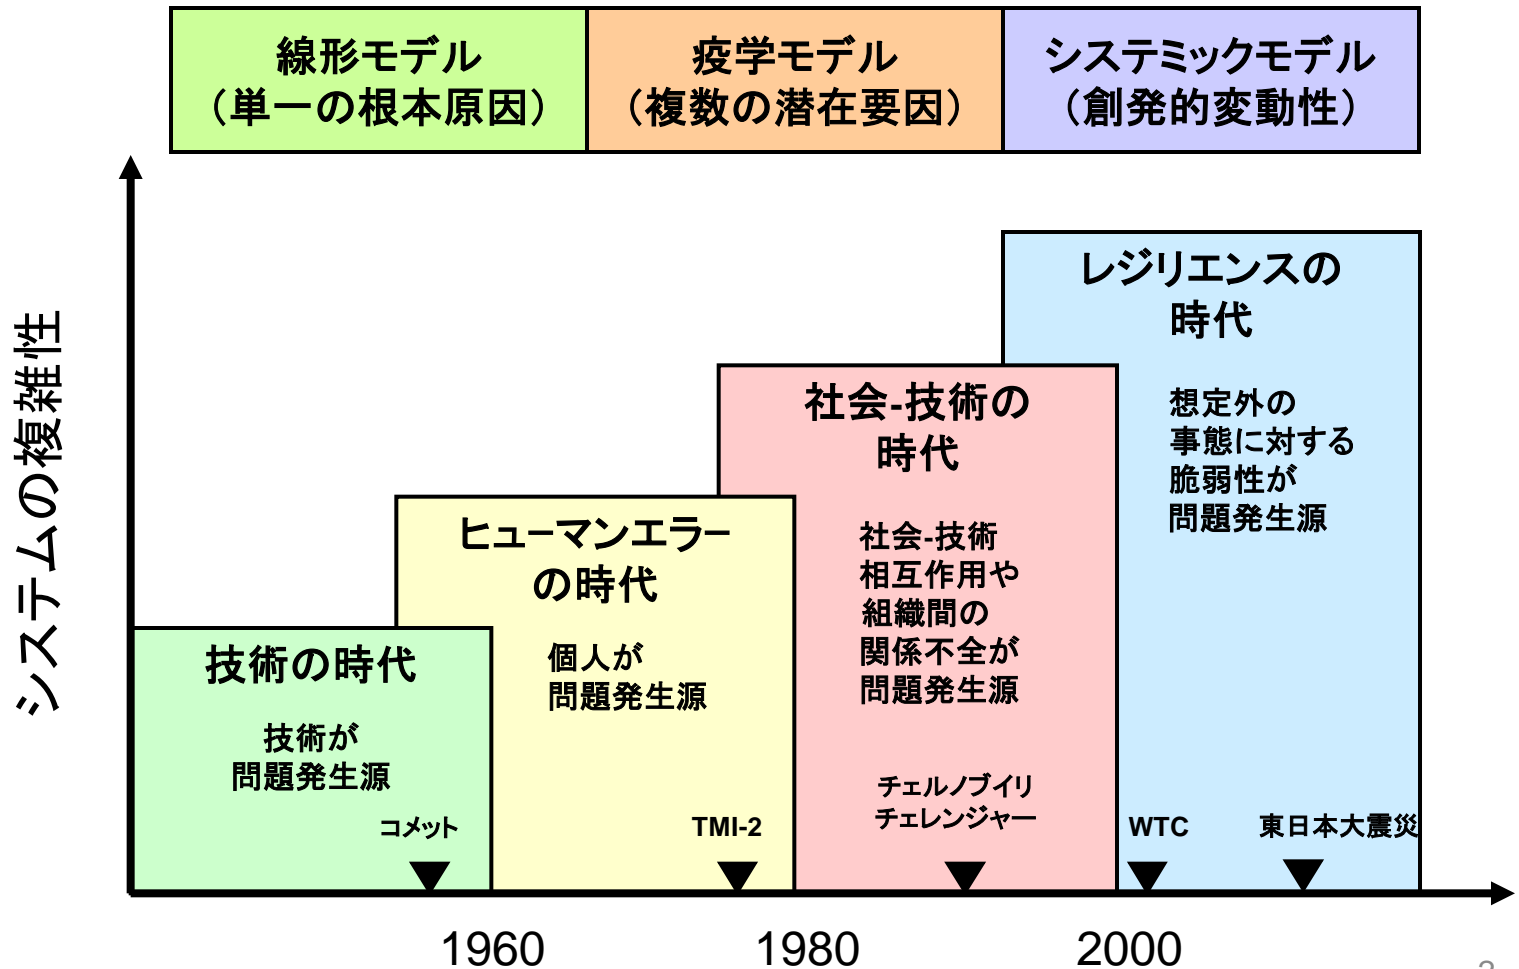 線形モデル
（単一の根本原因）
疫学モデル
（複数の潜在要因）
システミックモデル
（創発的変動性）
システムの複雑性
レジリエンスの
時代
想定外の
事態に対する
脆弱性が
問題発生源
社会-技術の
時代
社会-技術
相互作用や
組織間の
関係不全が
問題発生源
ヒューマンエラー
の時代
個人が
問題発生源
技術の時代
技術が
問題発生源
コメット
TMI-2
チェルノブイリ
チェレンジャー
WTC
東日本大震災
1960
1980
2000